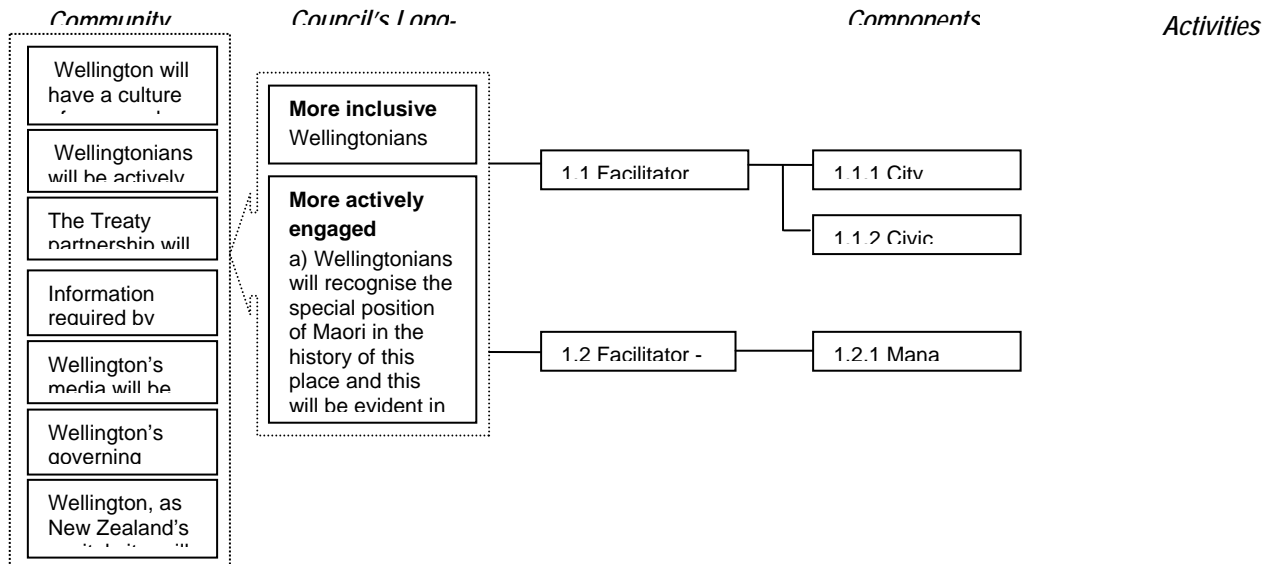 Community
Council's Long-
Components
Activities
Wellington will
have a culture
Wellingtonians
will be actively
The Treaty
partnership will
Information
required by
Wellington's
media will be
Wellington's
governing
Wellington, as
New Zealand's
More inclusive
Wellingtonians
More actively
engaged
a) Wellingtonians
will recognise the
special position
of Maori in the
history of this
place and this
will be evident in
1.1 Facilitator
1.1.1 City
1.1.2 Civic
1.2 Facilitator -
1.2.1 Mana